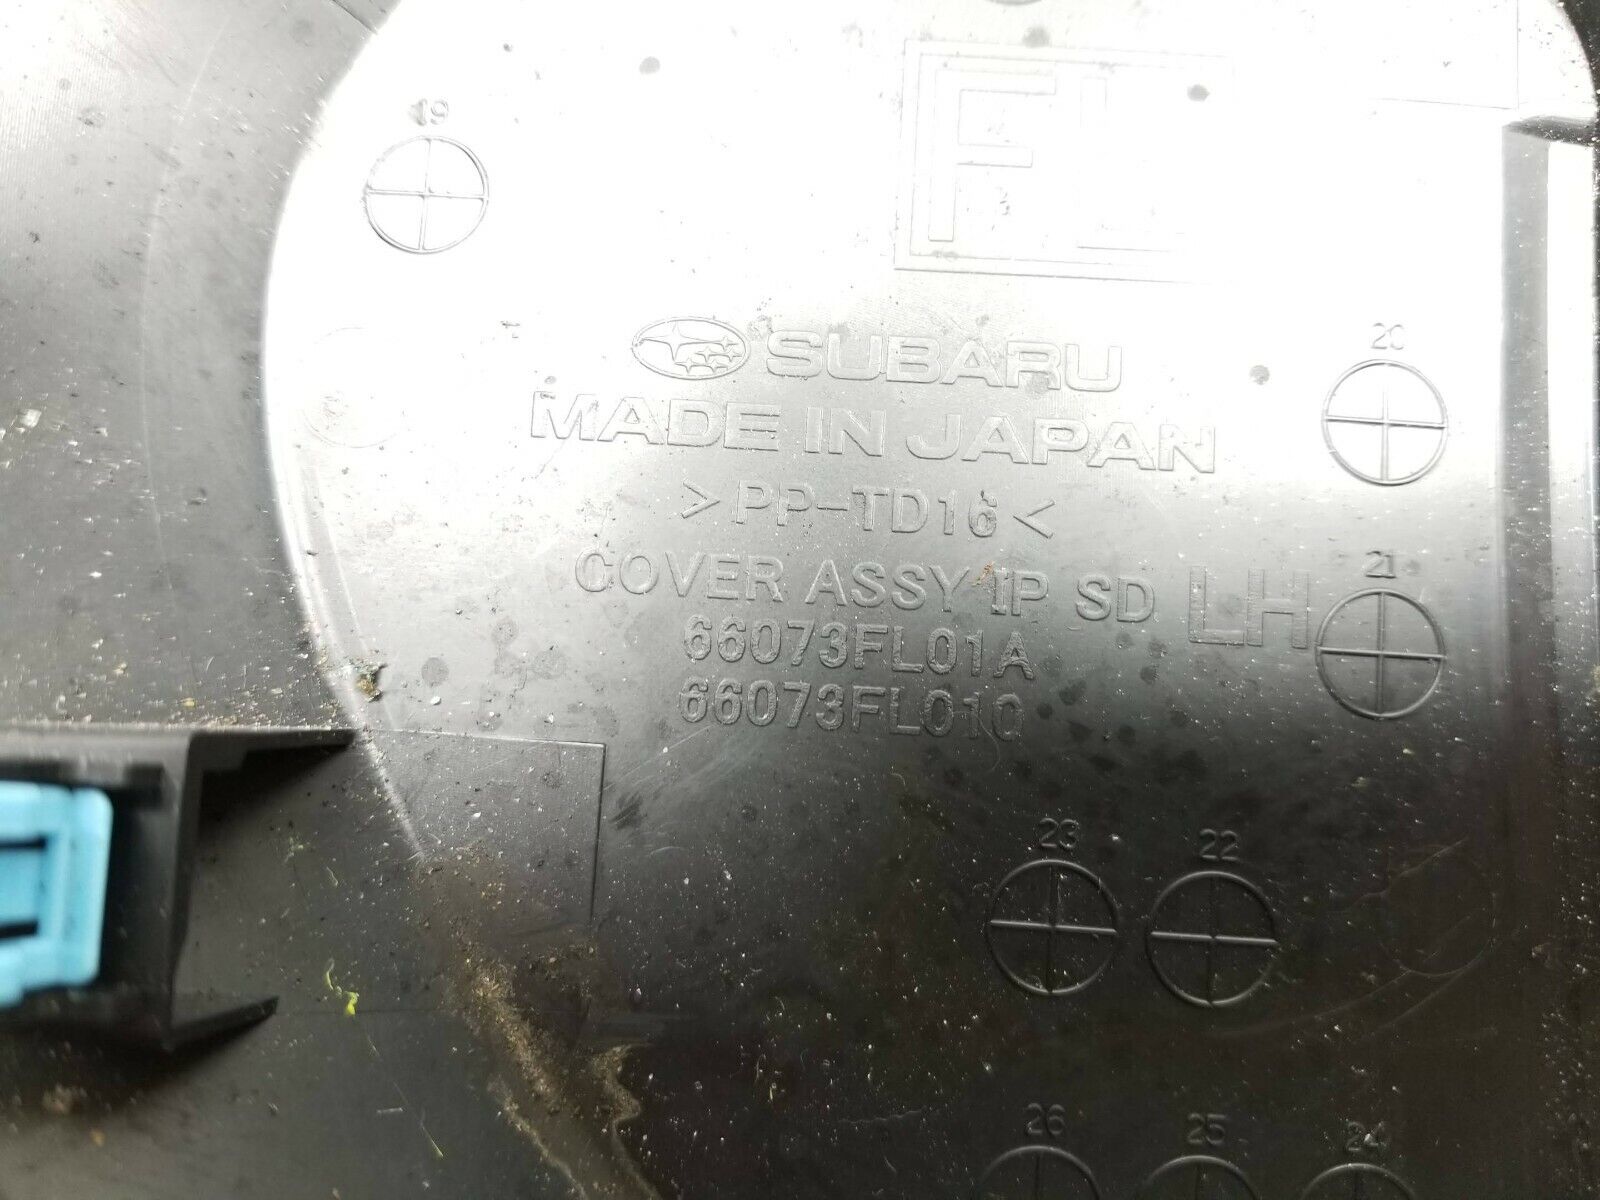 19
FL
SUBARU
20
MADE IN JAPAN
>PP-TD16<
21
COVER ASSY IP SD LH
66073FL01A
66073FL010
23
22
26
25
24